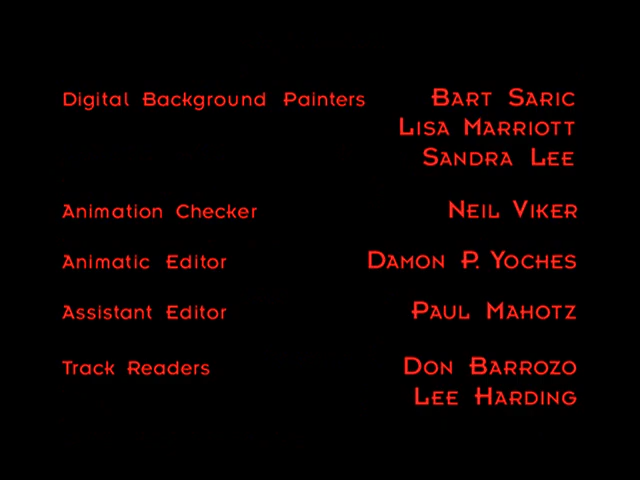 Digital Background Painters BART SARIC
LISA MARRIOTT
SANDRA LEE
Animation Checker NEIL VIKER
Animatic Editor DAMON P. YOCHES
Assistant Editor PAUL MAHOTZ
Track Readers DON BARROZO
LEE HARDING